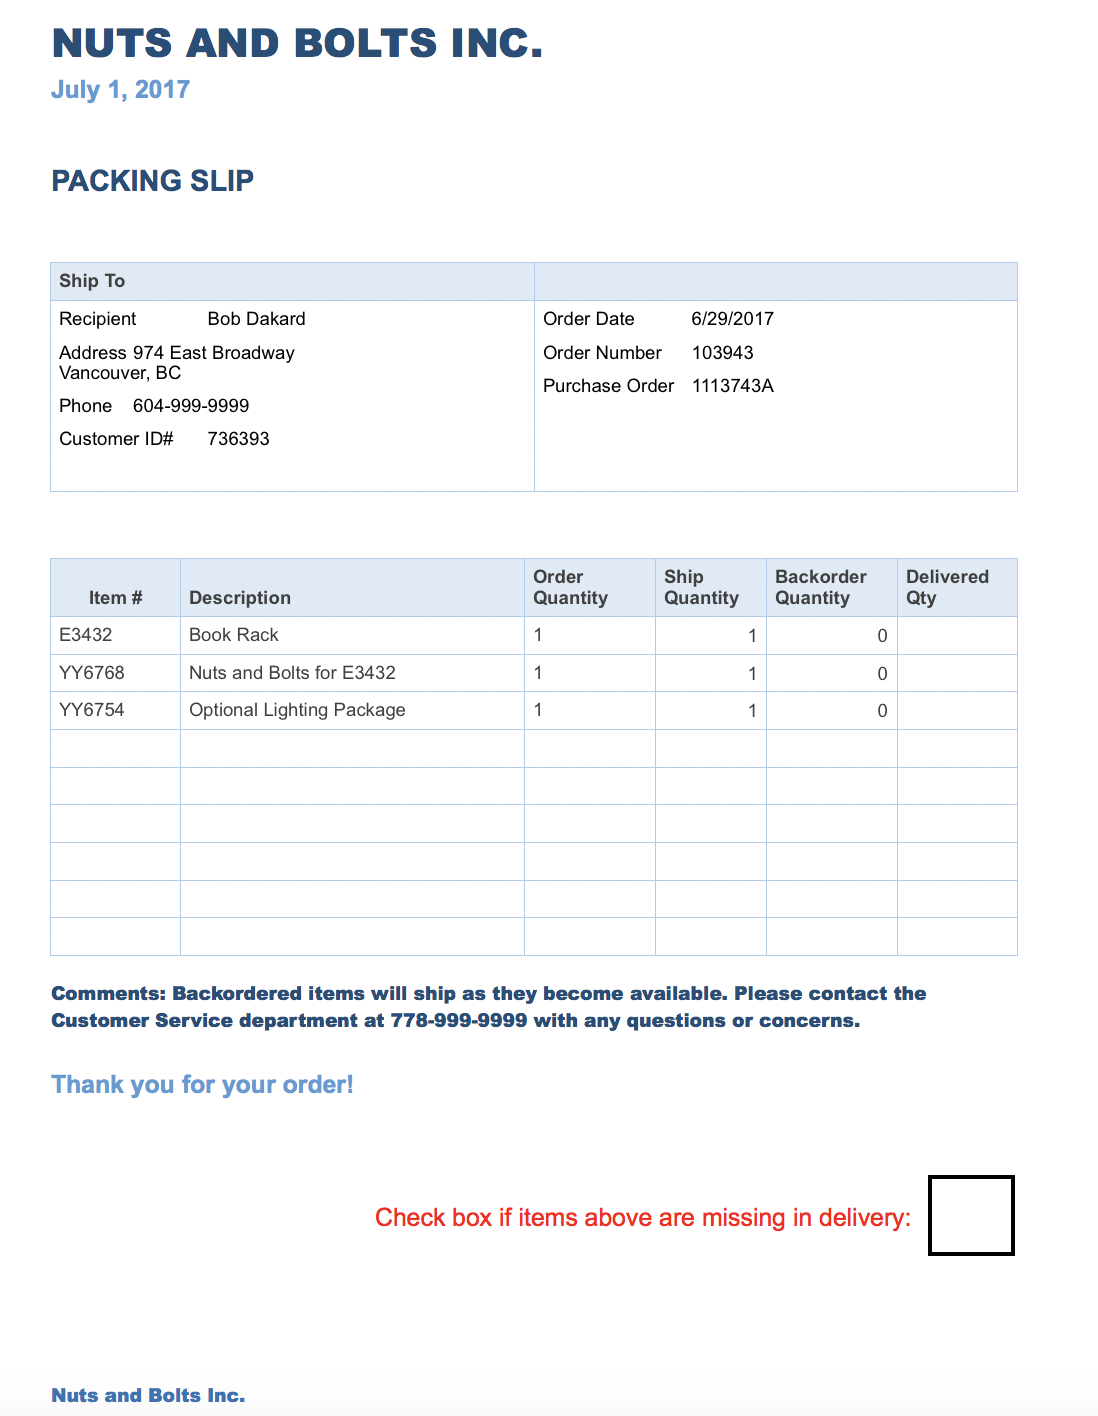 NUTS AND BOLTS INC.
July 1, 2017
PACKING SLIP
Ship To
Recipient Bob Dakard
Address 974 East Broadway
Vancouver, BC
Phone 604-999-9999
Customer ID# 736393
Order Date 6/29/2017
Order Number 103943
Purchase Order 1113743A
Item # Description Order Quantity Ship Quantity Backorder Quantity Delivered Qty
E3432 Book Rack 1 1 0
YY6768 Nuts and Bolts for E3432 1 1 0
YY6754 Optional Lighting Package 1 1 0
Comments: Backordered items will ship as they become available. Please contact the
Customer Service department at 778-999-9999 with any questions or concerns.
Thank you for your order!
Check box if items above are missing in delivery:
Nuts and Bolts Inc.